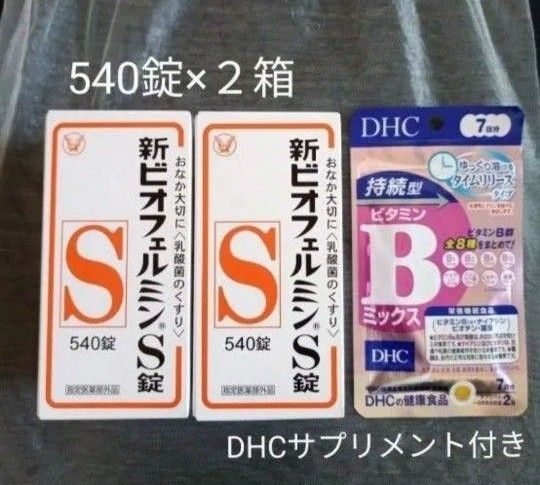 540錠×２箱
おなか大切に〈乳酸菌のくすり〉
新ビオフェルミン®S錠
S
540錠
指定医薬部外品
おなか大切に〈乳酸菌のくすり〉
新ビオフェルミン®S錠
S
540錠
指定医薬部外品
DHC
7日分
ゆっくり溶ける
タイムリリース
タイプ
持続型
ビタミン
B
ミックス
ビタミンB群
全8種をまとめて!
栄養機能食品
DHC
7日分
DHCの健康食品
DHCサプリメント付き